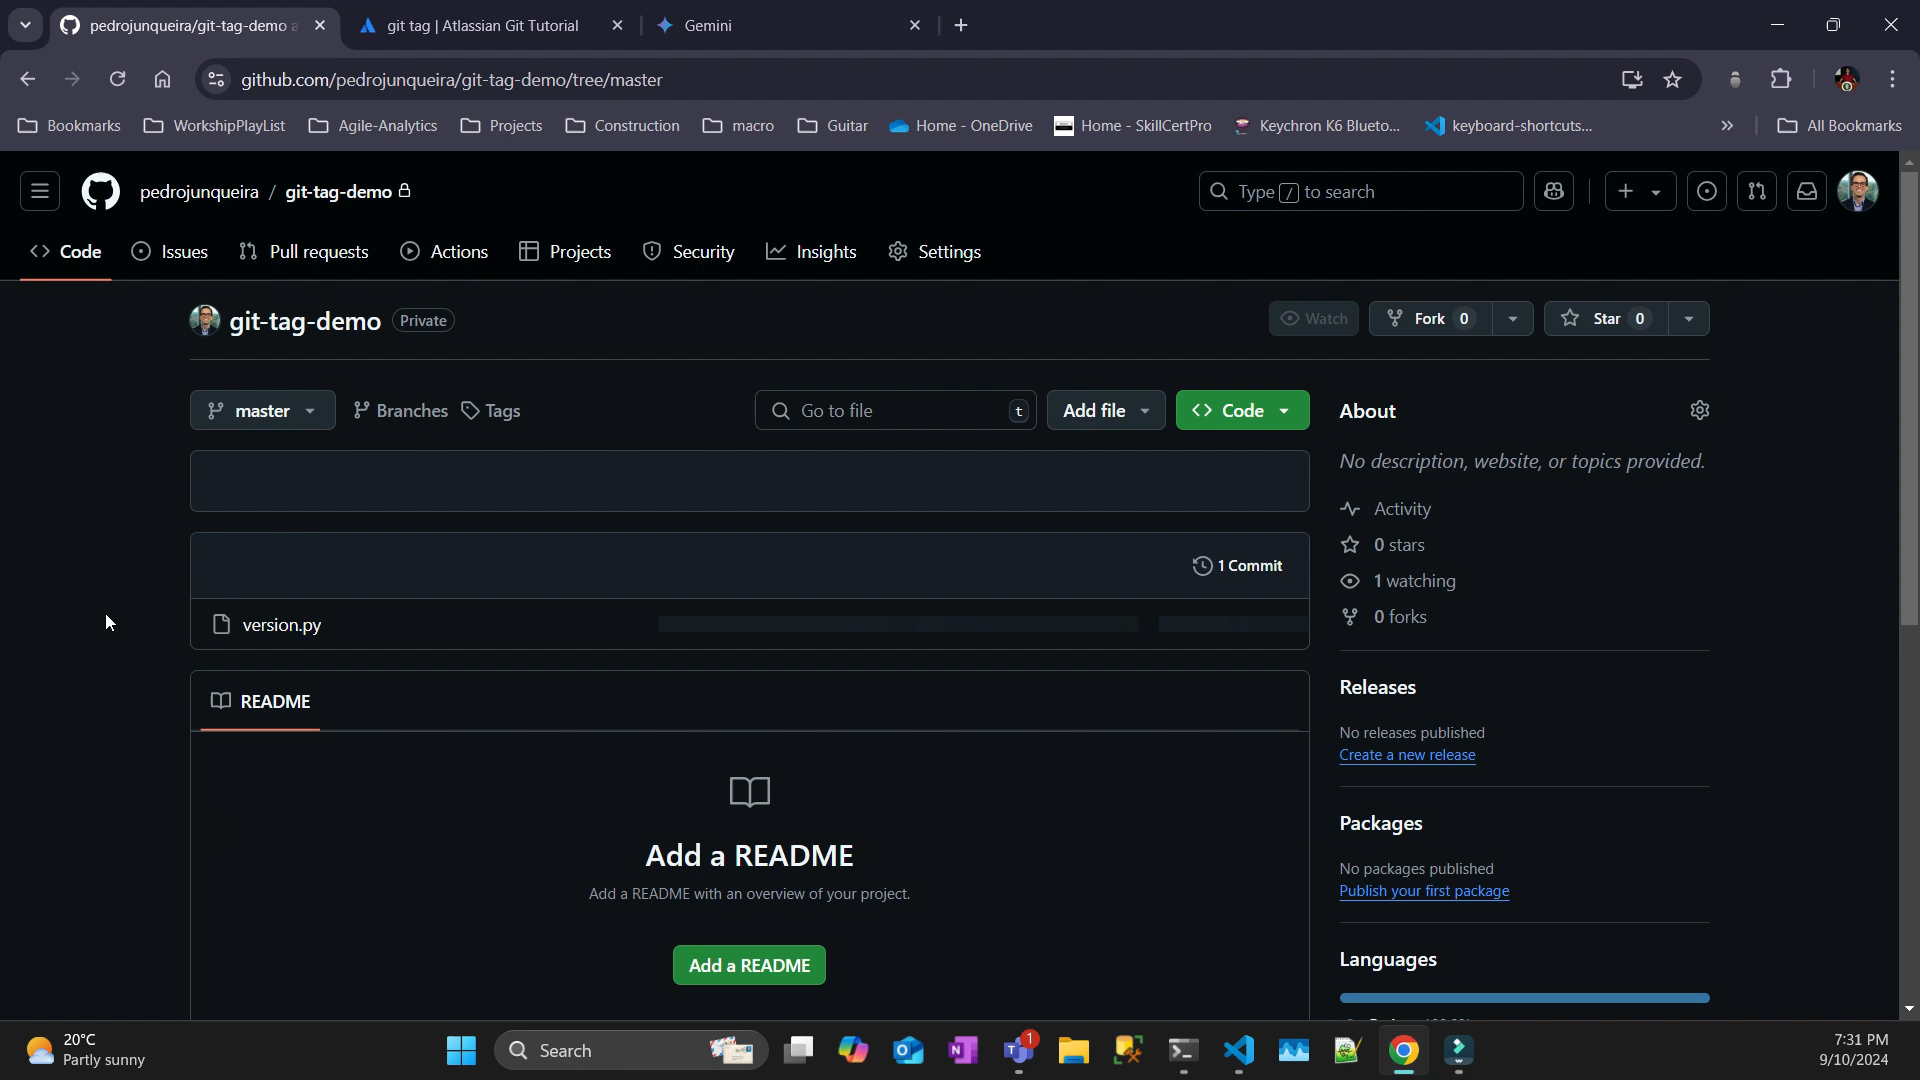 pedrojunqueira/git-tag-demo a
git tag | Atlassian Git Tutorial
Gemini
github.com/pedrojunqueira/git-tag-demo/tree/master
Bookmarks
WorkshipPlayList
Agile-Analytics
Projects
Construction
macro
Guitar
Home - OneDrive
Home - SkillCertPro
Keychron K6 Blueto...
keyboard-shortcuts...
All Bookmarks
pedrojunqueira / git-tag-demo
Type / to search
Code
Issues
Pull requests
Actions
Projects
Security
Insights
Settings
git-tag-demo Private
Watch
Fork 0
Star 0
master
Branches
Tags
Go to file t
Add file
Code
About
No description, website, or topics provided.
Activity
0 stars
1 watching
0 forks
1 Commit
version.py
README
Add a README
Add a README with an overview of your project.
Add a README
Releases
No releases published
Create a new release
Packages
No packages published
Publish your first package
Languages
20°C
Partly sunny
Search
1
7:31 PM
9/10/2024